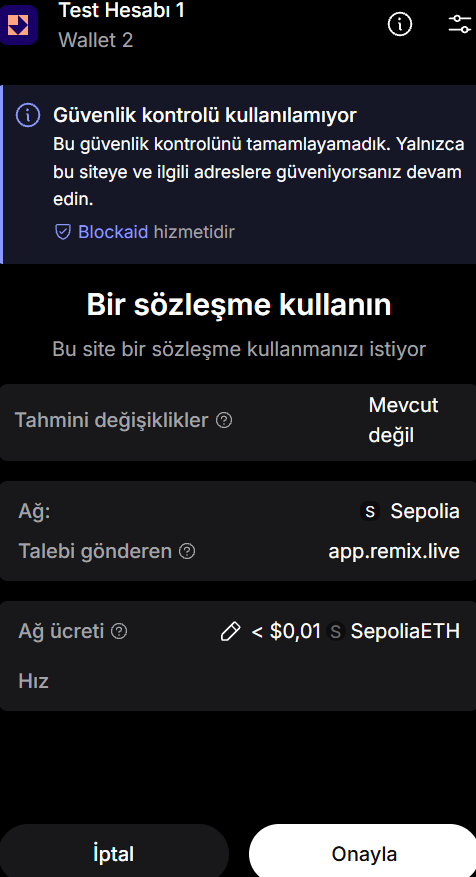 Test Hesabı 1
Wallet 2
Güvenlik kontrolü kullanılamıyor
Bu güvenlik kontrolünü tamamlayamadık. Yalnızca
bu siteye ve ilgili adreslere güveniyorsanız devam
edin.
Blockaid hizmetidir
Bir sözleşme kullanın
Bu site bir sözleşme kullanmanızı istiyor
Tahmini değişiklikler
Mevcut
değil
Ağ: S Sepolia
Talebi gönderen app.remix.live
Ağ ücreti < $0,01 S SepoliaETH
Hız
İptal Onayla